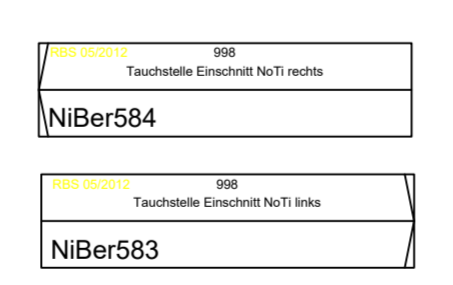 RBS 05/2012 998
Tauchstelle Einschnitt NoTi rechts
NiBer584
RBS 05/2012 998
Tauchstelle Einschnitt NoTi links
NiBer583